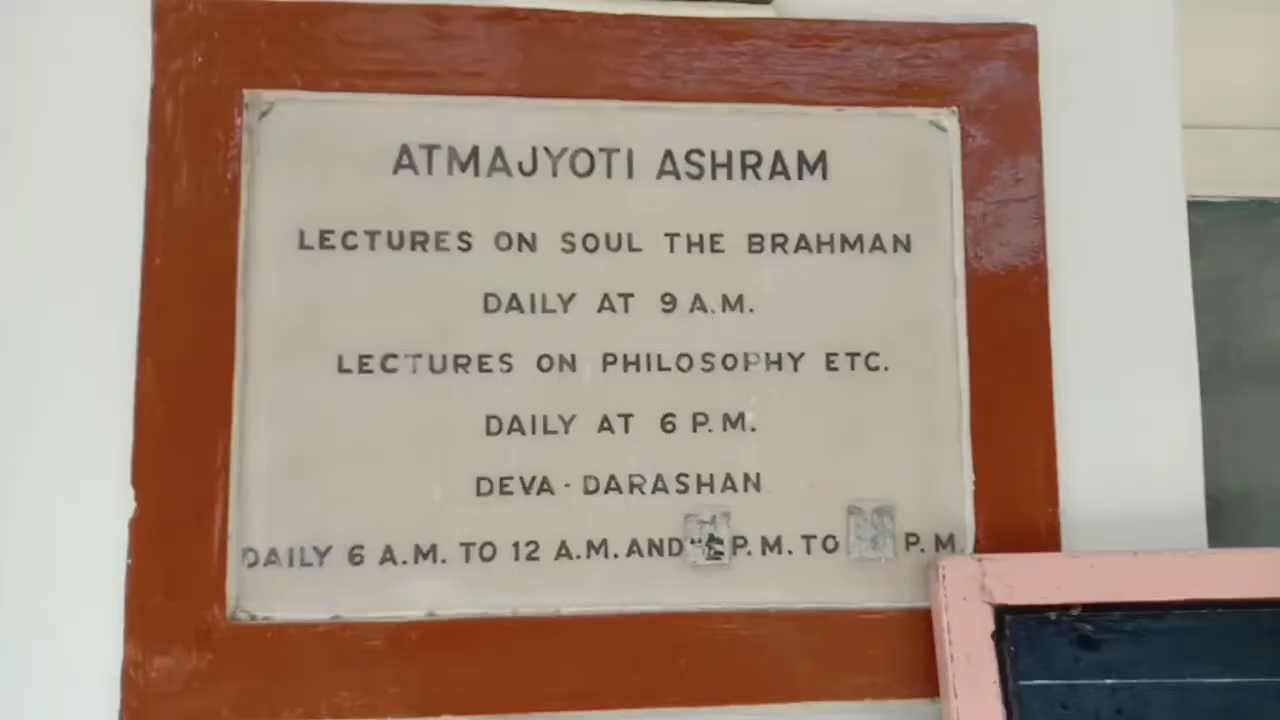 ATMAJYOTI ASHRAM
LECTURES ON SOUL THE BRAHMAN
DAILY AT 9 A.M.
LECTURES ON PHILOSOPHY ETC.
DAILY AT 6 P.M.
DEVA-DARASHAN
DAILY 6 A.M. TO 12 A.M. AND P.M. TO P.M.